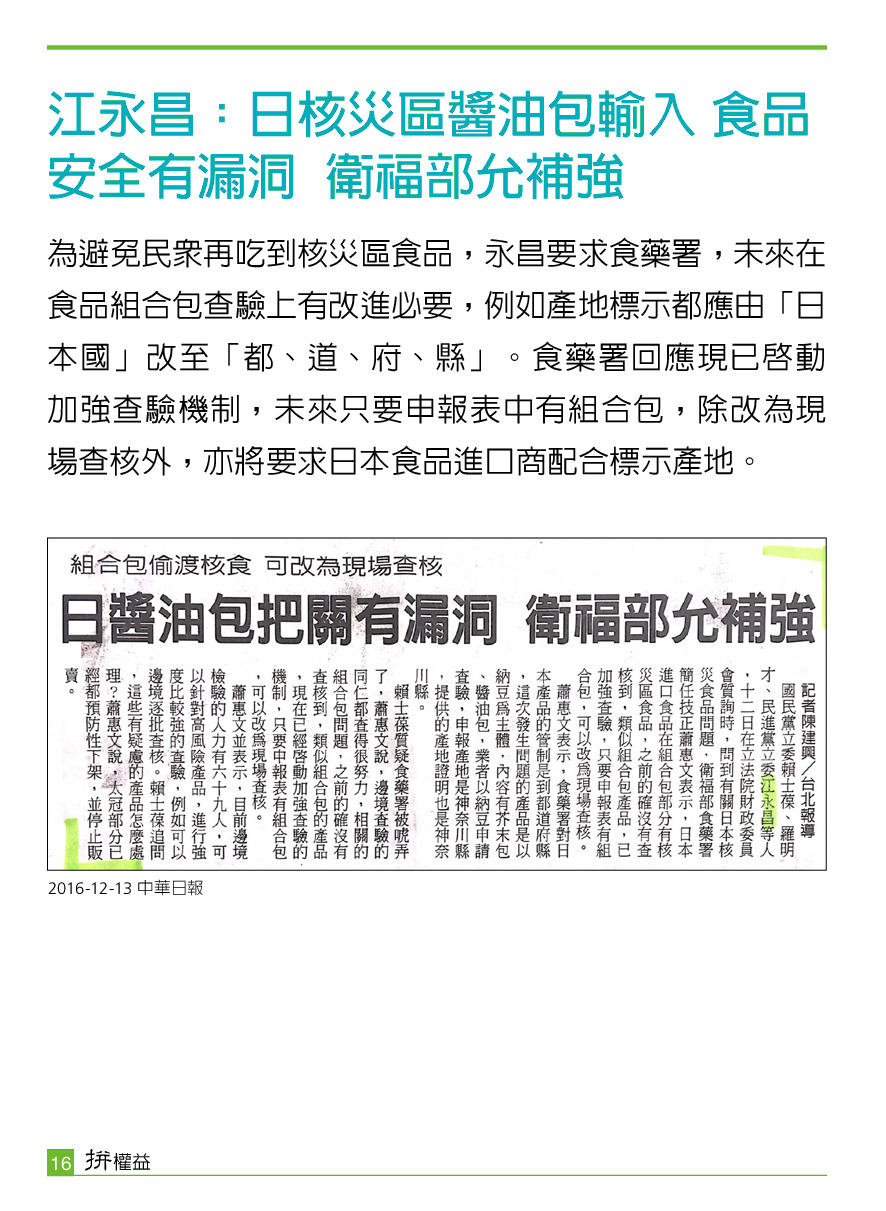 江永昌：日核災區醬油包輸入 食品
安全有漏洞 衛福部允補強
為避免民眾再吃到核災區食品，永昌要求食藥署，未來在
食品組合包查驗上有改進必要，例如產地標示都應由「日
本國」改至「都、道、府、縣」。食藥署回應現已啓動
加強查驗機制，未來只要申報表中有組合包，除改為現
場查核外，亦將要求日本食品進口商配合標示產地。
組合包偷渡核食 可改為現場查核
日醬油包把關有漏洞 衛福部允補強
記者陳建興／台北報導
國民黨立委賴士葆、羅明
才、民進黨立委江永昌等人
，十二日在立法院財政委員
會質詢時，問到有關日本核
災食品問題，衛福部食藥署
簡任技正蕭惠文表示，日本
進口食品在組合包部分有核
災區食品，之前的確沒有查
核到，類似組合包產品，已
加強查驗，只要申報表有組
合包，可以改為現場查核。
蕭惠文表示，食藥署對日
本產品的管制是到都道府縣
，這次發生問題的產品是以
納豆為主體，內容有芥末包
、醬油包，業者以納豆申請
查驗，申報產地是神奈川縣
，提供的產地證明也是神奈
川縣。
賴士葆質疑食藥署被唬弄
了，蕭惠文說，邊境查驗的
同仁都查得很努力，相關的
組合包問題，之前的確沒有
查核到，類似組合包的產品
，現在已經啓動加強查驗的
機制，只要申報表有組合包
，可以改為現場查核。
蕭惠文並表示，目前邊境
檢驗的人力有六十九人，可
以針對高風險產品，進行強
度比較強的查驗，例如可以
邊境逐批查核。賴士葆追問
，這些有疑慮的產品怎麼處
理？蕭惠文說，太冠部分已
經都預防性下架，並停止販
賣。
2016-12-13 中華日報
16 拚權益